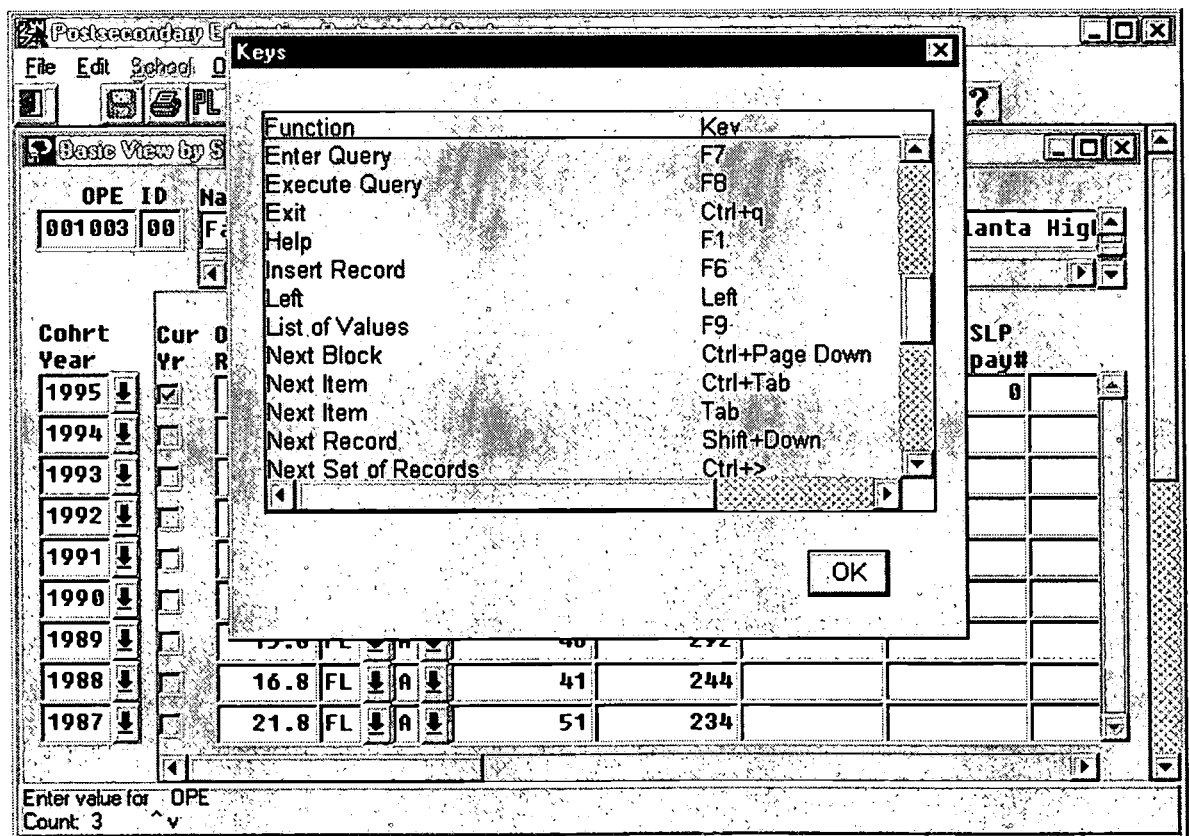 Postsecondary E
Keys
File Edit School O
PL ?
Basic View by S
Function Key
Enter Query F7
Execute Query F8
Exit Ctrl+q
Help F1
Insert Record F6
Left Left
List of Values F9
Next Block Ctrl+Page Down
Next Item Ctrl+Tab
Next Item Tab
Next Record Shift+Down
Next Set of Records Ctrl+>
OK
OPE ID Na
001003 00 Fa lanta Higl
Cohrt Cur O SLP
Year Yr R pay#
1995 0
1994
1993
1992
1991
1990
1989 FL A 292
1988 16.8 FL A 41 244
1987 21.8 FL A 51 234
Enter value for OPE
Count: 3 ^ v